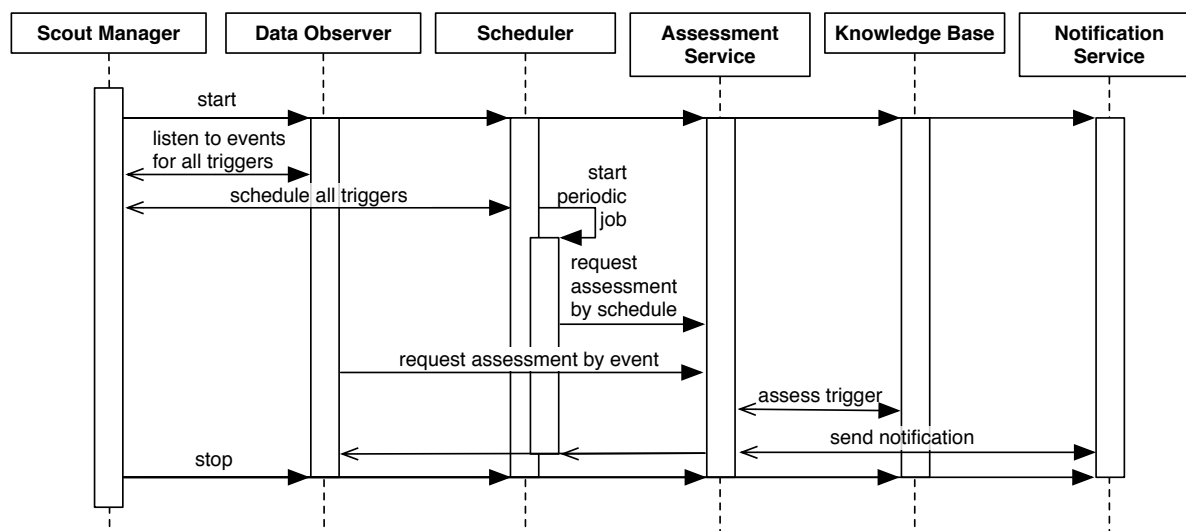 Scout Manager
Data Observer
Scheduler
Assessment
Service
Knowledge Base
Notification
Service
start
listen to events
for all triggers
schedule all triggers
start
periodic
job
request
assessment
by schedule
request assessment by event
assess trigger
send notification
stop